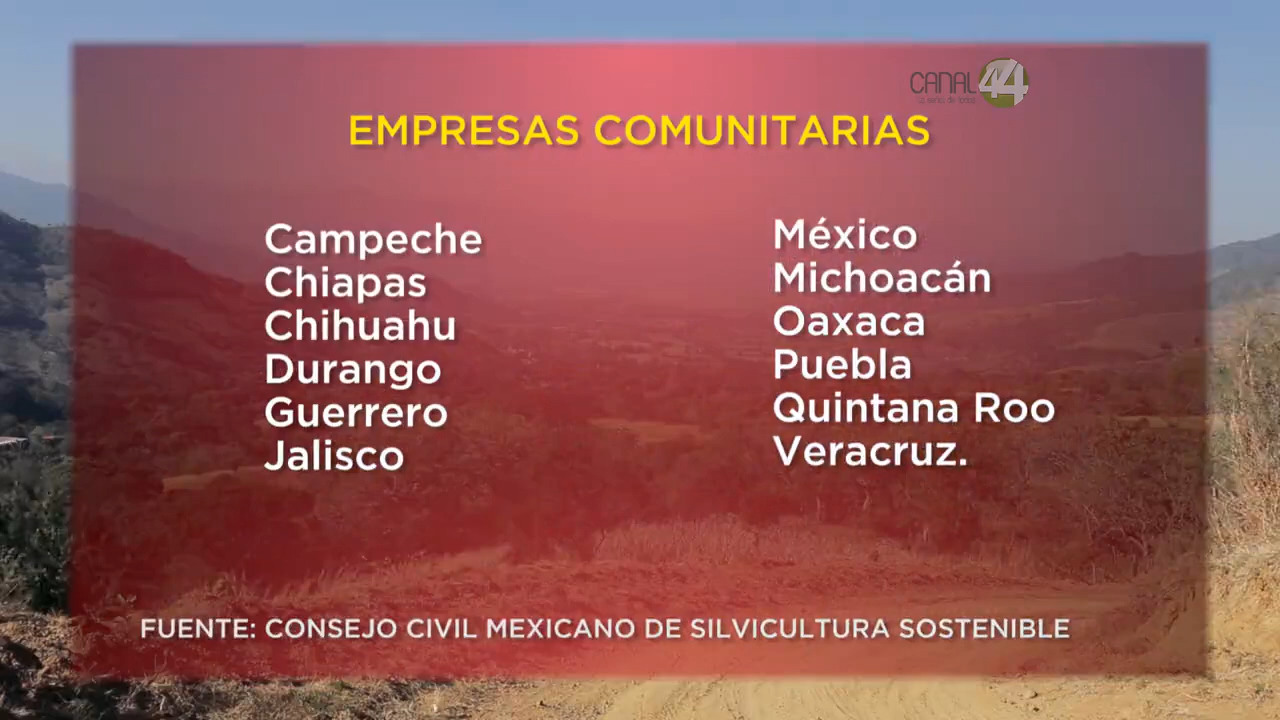 CANAL 44
EMPRESAS COMUNITARIAS
Campeche
Chiapas
Chihuahu
Durango
Guerrero
Jalisco
México
Michoacán
Oaxaca
Puebla
Quintana Roo
Veracruz.
FUENTE: CONSEJO CIVIL MEXICANO DE SILVICULTURA SOSTENIBLE